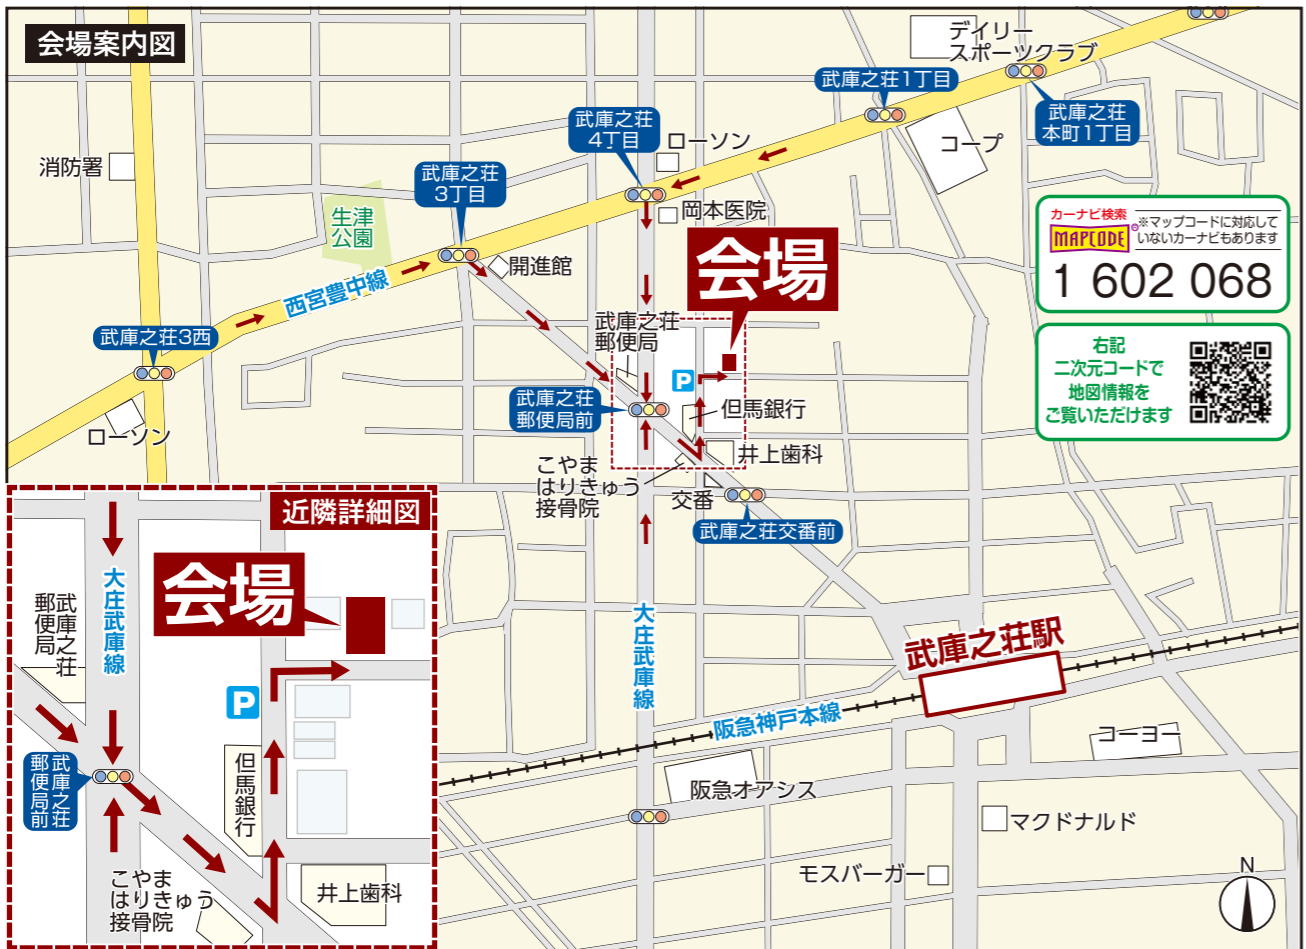 会場案内図
デイリー
スポーツクラブ
武庫之荘1丁目
武庫之荘
本町1丁目
武庫之荘
4丁目
ローソン
コープ
消防署
武庫之荘
3丁目
岡本医院
生津
公園
開進館
会場
西宮豊中線
武庫之荘3西
武庫之荘
郵便局
P
武庫之荘
郵便局前
但馬銀行
ローソン
井上歯科
こやま
はりきゅう
接骨院
交番
武庫之荘交番前
カーナビ検索
MAPCODE
®
※マップコードに対応して
いないカーナビもあります
1 602 068
右記
二次元コードで
地図情報を
ご覧いただけます
大庄武庫線
武庫之荘駅
阪急神戸本線
コーヨー
阪急オアシス
マクドナルド
モスバーガー
N
近隣詳細図
大庄武庫線
会場
武庫之荘
郵便局
P
武庫之荘
郵便局前
但馬銀行
こやま
はりきゅう
接骨院
井上歯科